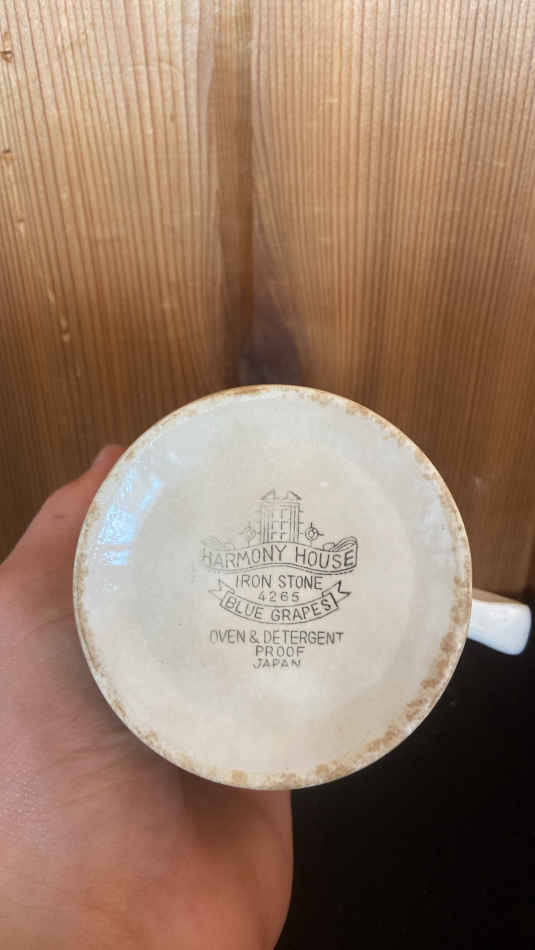 HARMONY HOUSE
IRON STONE
4265
BLUE GRAPES
OVEN & DETERGENT
PROOF
JAPAN